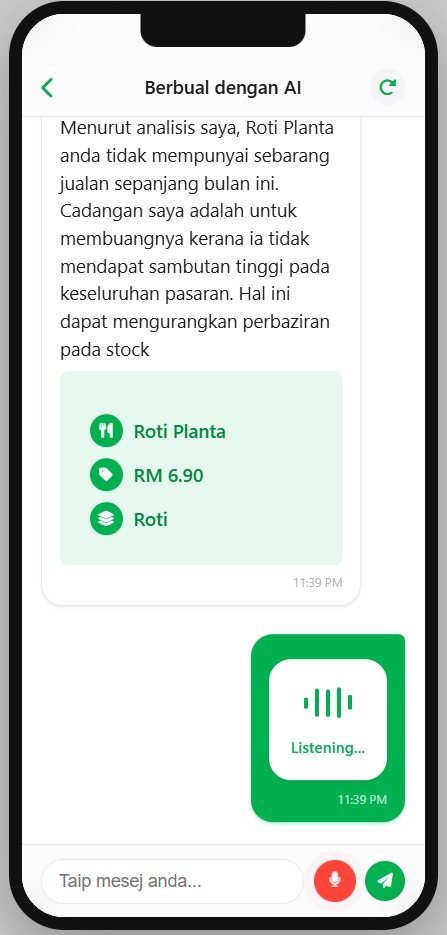 Berbual dengan AI
Menurut analisis saya, Roti Planta
anda tidak mempunyai sebarang
jualan sepanjang bulan ini.
Cadangan saya adalah untuk
membuangnya kerana ia tidak
mendapat sambutan tinggi pada
keseluruhan pasaran. Hal ini
dapat mengurangkan perbaziran
pada stock
Roti Planta
RM 6.90
Roti
11:39 PM
Listening...
11:39 PM
Taip mesej anda...